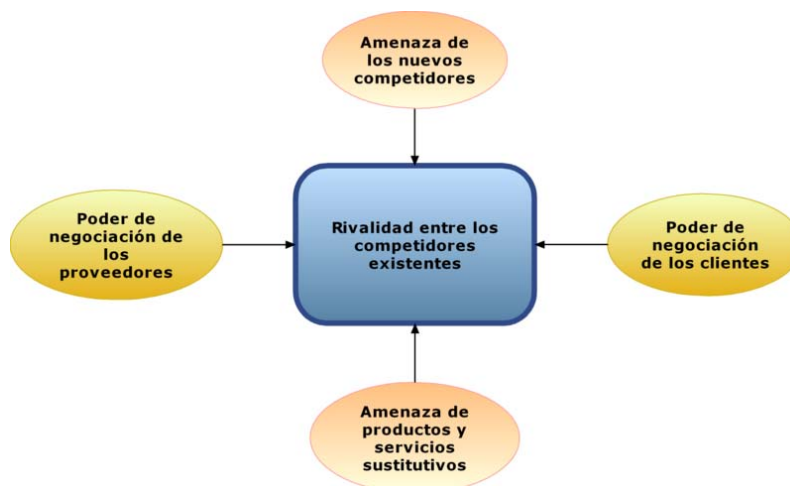 Amenaza de
los nuevos
competidores
Poder de
negociación de
los
proveedores
Rivalidad entre los
competidores
existentes
Poder de
negociación
de los clientes
Amenaza de
productos y
servicios
sustitutivos